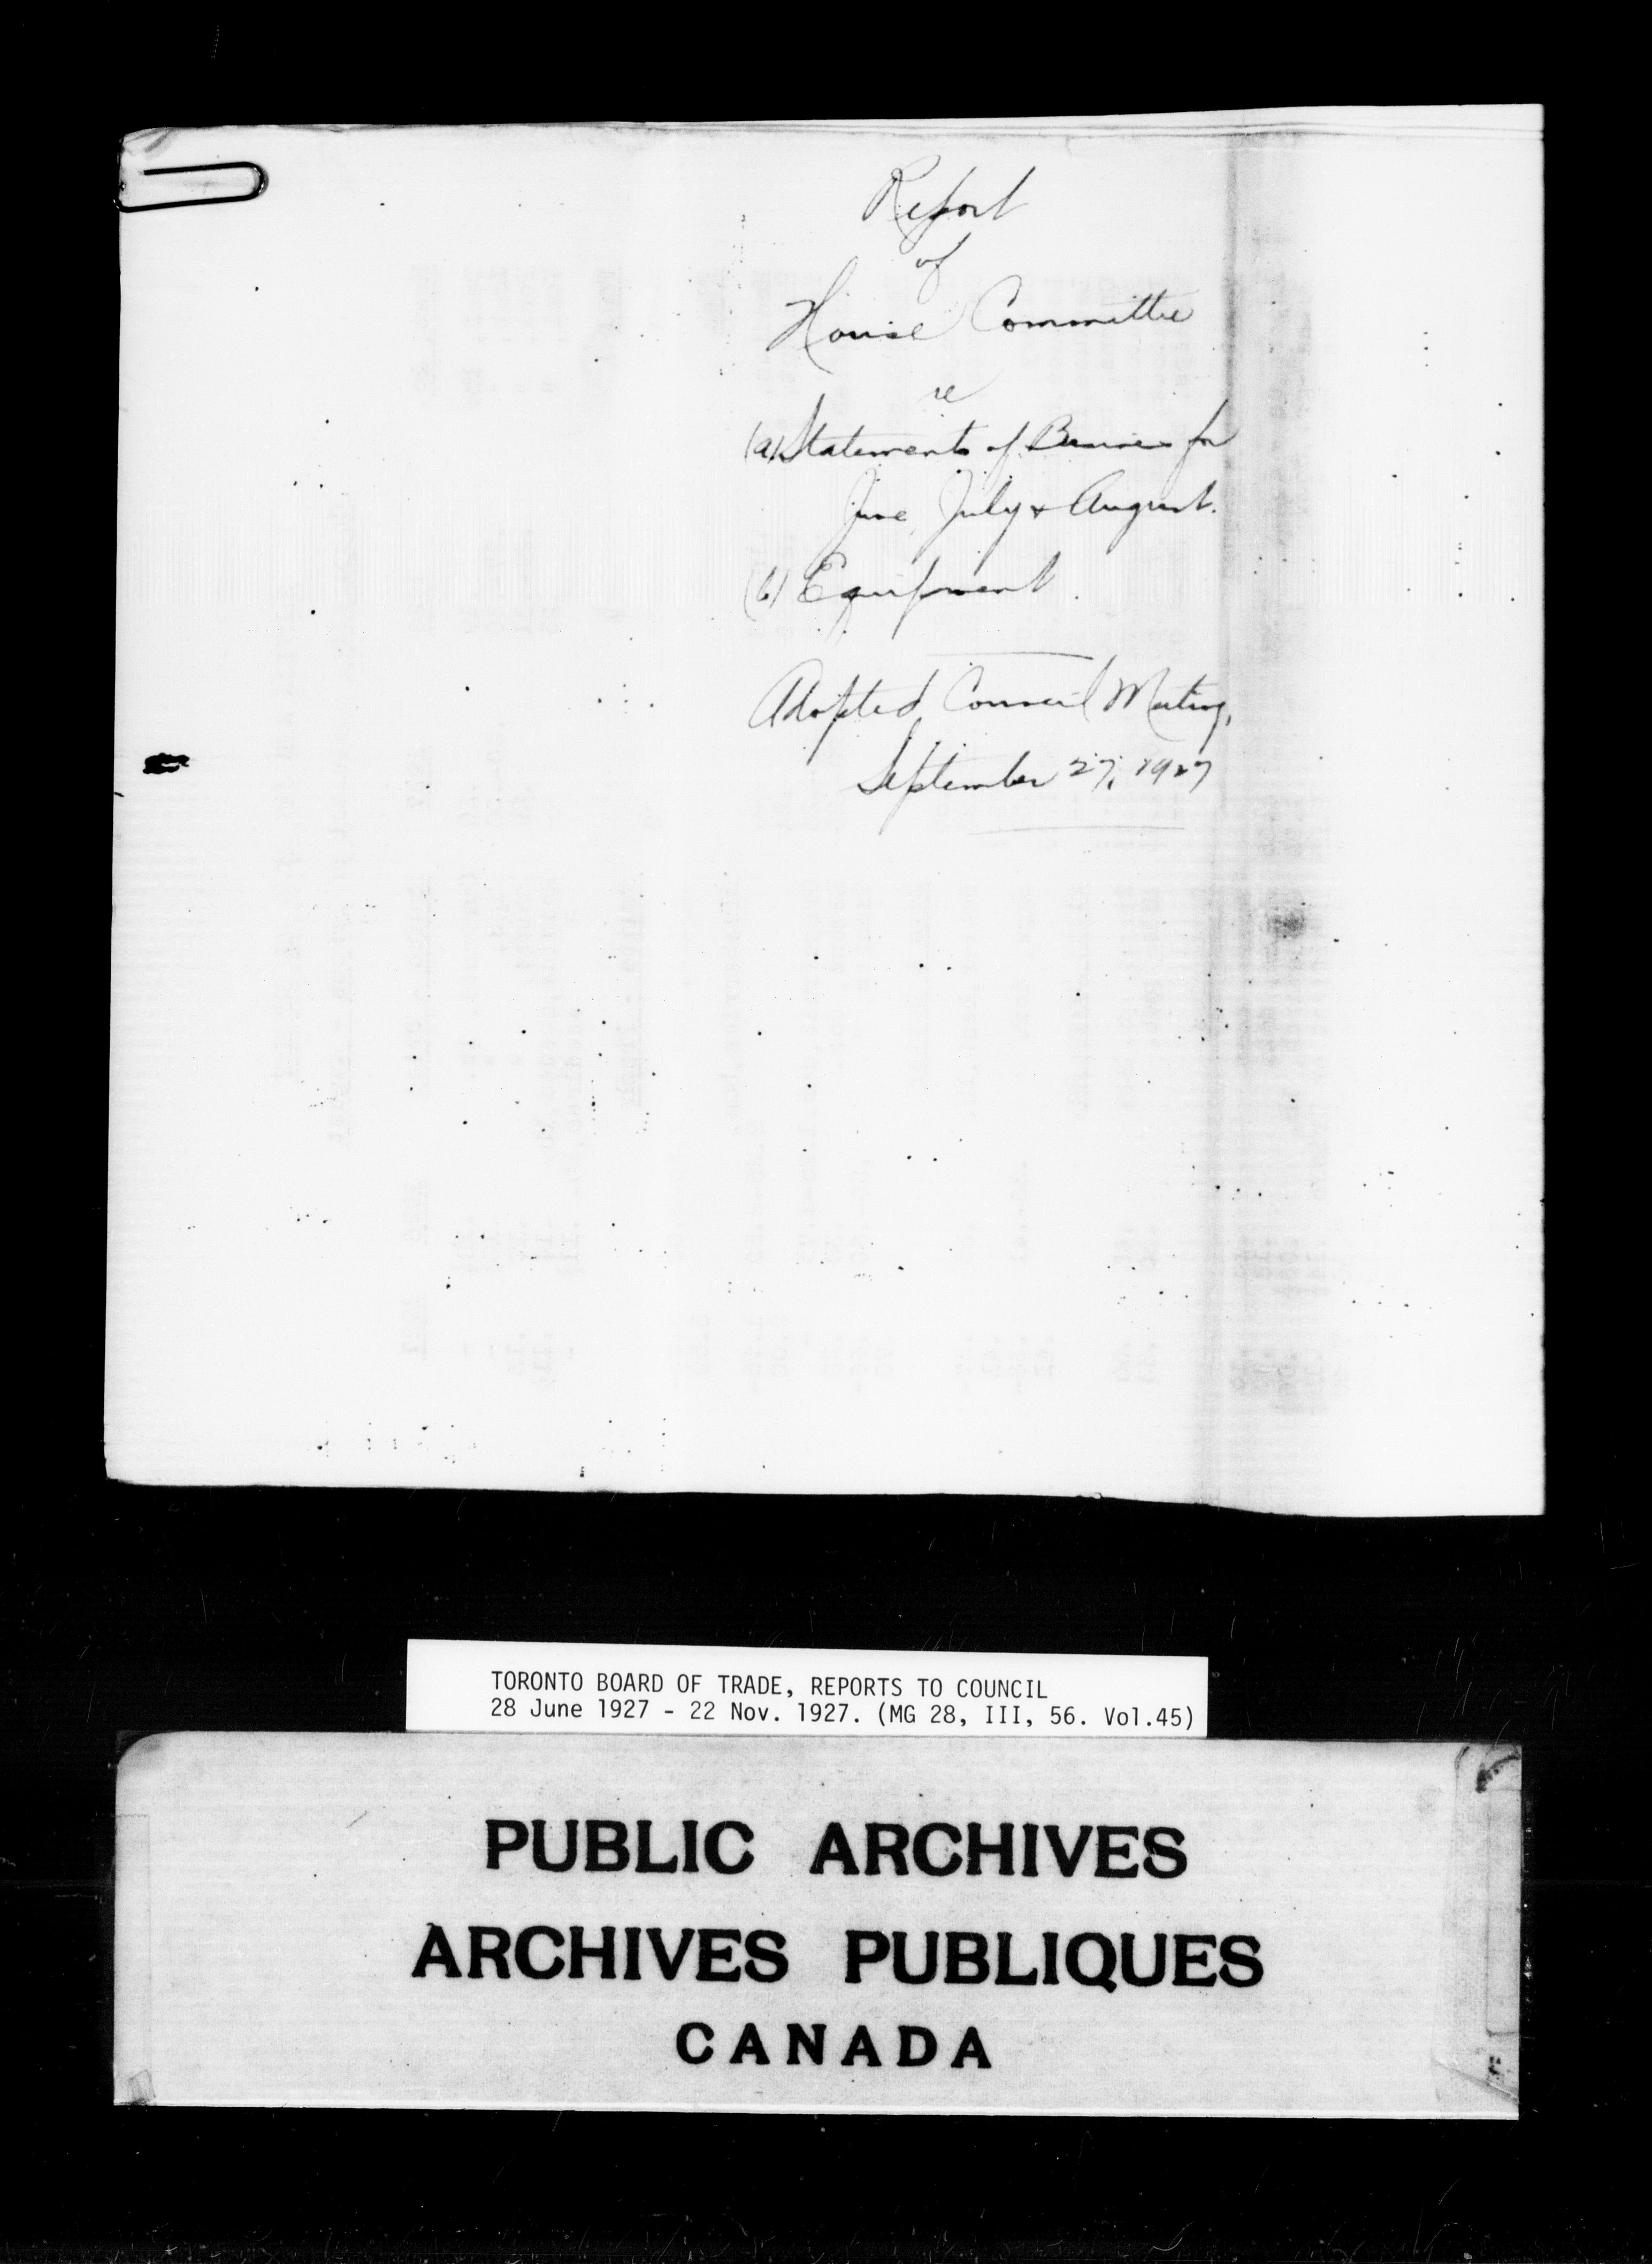 Report
of
House Committee
re
(a) Statements of Business for
June, July & August.
(b) Equipment.
Adopted Council Meeting,
September 27, 1927
TORONTO BOARD OF TRADE, REPORTS TO COUNCIL
28 June 1927 - 22 Nov. 1927. (MG 28, III, 56. Vol.45)
PUBLIC ARCHIVES
ARCHIVES PUBLIQUES
CANADA